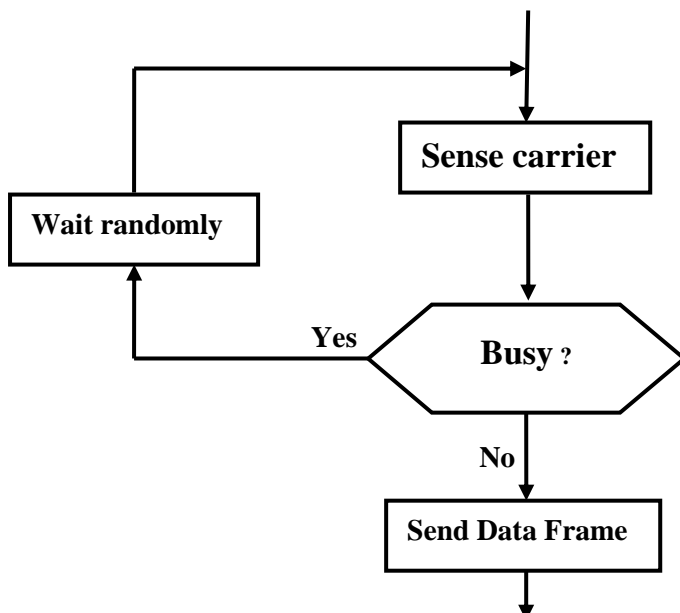 Sense carrier
Wait randomly
Yes
Busy ?
No
Send Data Frame